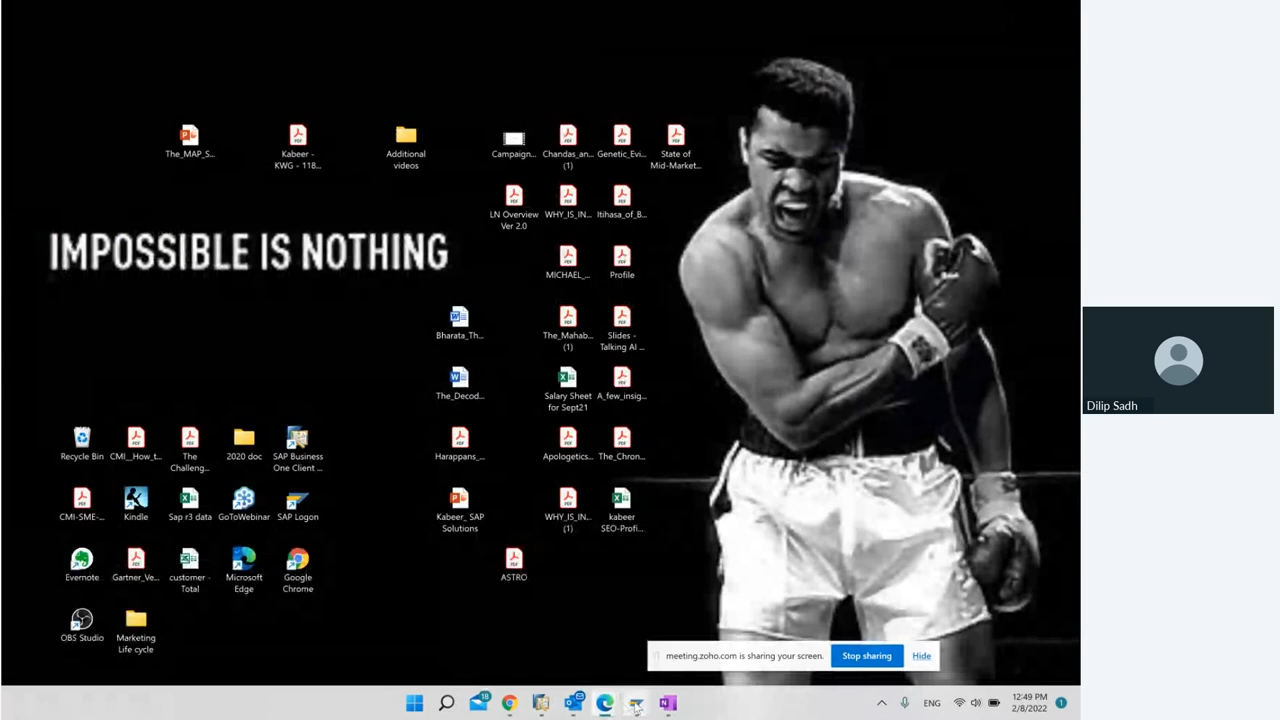 The_MAP_S...
Kabeer -
KWG - 118...
Additional
videos
Campaign...
Chandas_an...
(1)
Genetic_Evi...
State of
Mid-Market...
LN Overview
Ver 2.0
WHY_IS_IN...
Itihasa_of_B...
IMPOSSIBLE IS NOTHING
MICHAEL_...
Profile
Bharata_Th...
The_Mahab...
(1)
Slides -
Talking AI ...
The_Decod...
Salary Sheet
for Sept21
A_few_insig...
Recycle Bin
CMI__How_t...
The
Challeng...
2020 doc
SAP Business
One Client ...
Harappans_...
Apologetics...
The_Chron...
CMI-SME-...
Kindle
Sap r3 data
GoToWebinar
SAP Logon
Kabeer_ SAP
Solutions
WHY_IS_IN...
(1)
kabeer
SEO-Profi...
Evernote
Gartner_Ve...
customer -
Total
Microsoft
Edge
Google
Chrome
ASTRO
OBS Studio
Marketing
Life cycle
meeting.zoho.com is sharing your screen.
Stop sharing
Hide
Dilip Sadh
18
ENG
12:49 PM
2/8/2022
1